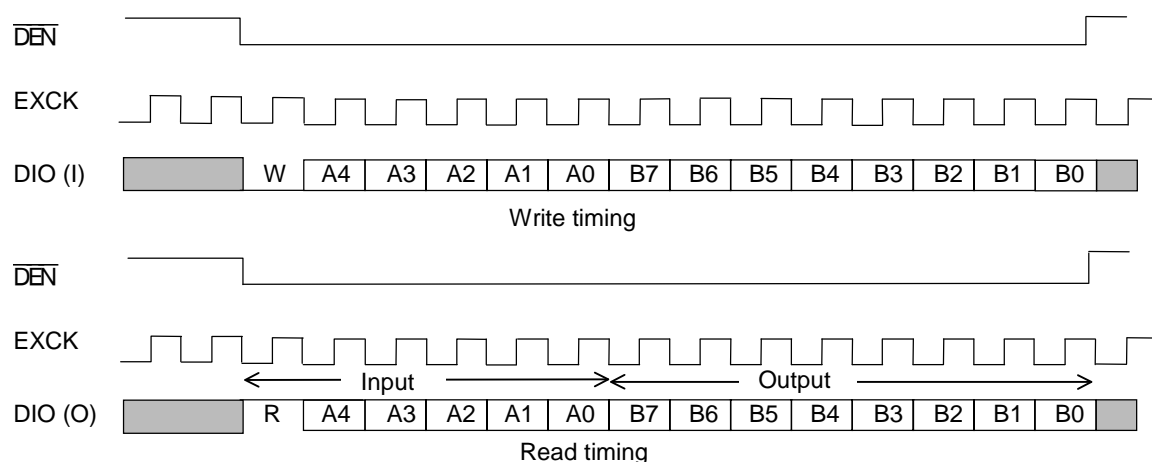 DEN
EXCK
DIO (I) W A4 A3 A2 A1 A0 B7 B6 B5 B4 B3 B2 B1 B0
Write timing
DEN
EXCK
Input Output
DIO (O) R A4 A3 A2 A1 A0 B7 B6 B5 B4 B3 B2 B1 B0
Read timing